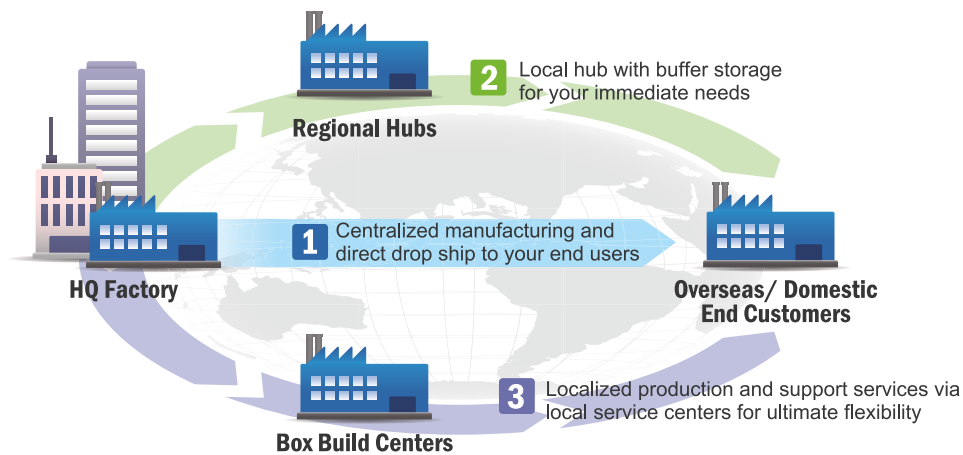 2
Local hub with buffer storage
for your immediate needs
Regional Hubs
1
Centralized manufacturing and
direct drop ship to your end users
HQ Factory
Overseas/ Domestic
End Customers
3
Localized production and support services via
local service centers for ultimate flexibility
Box Build Centers